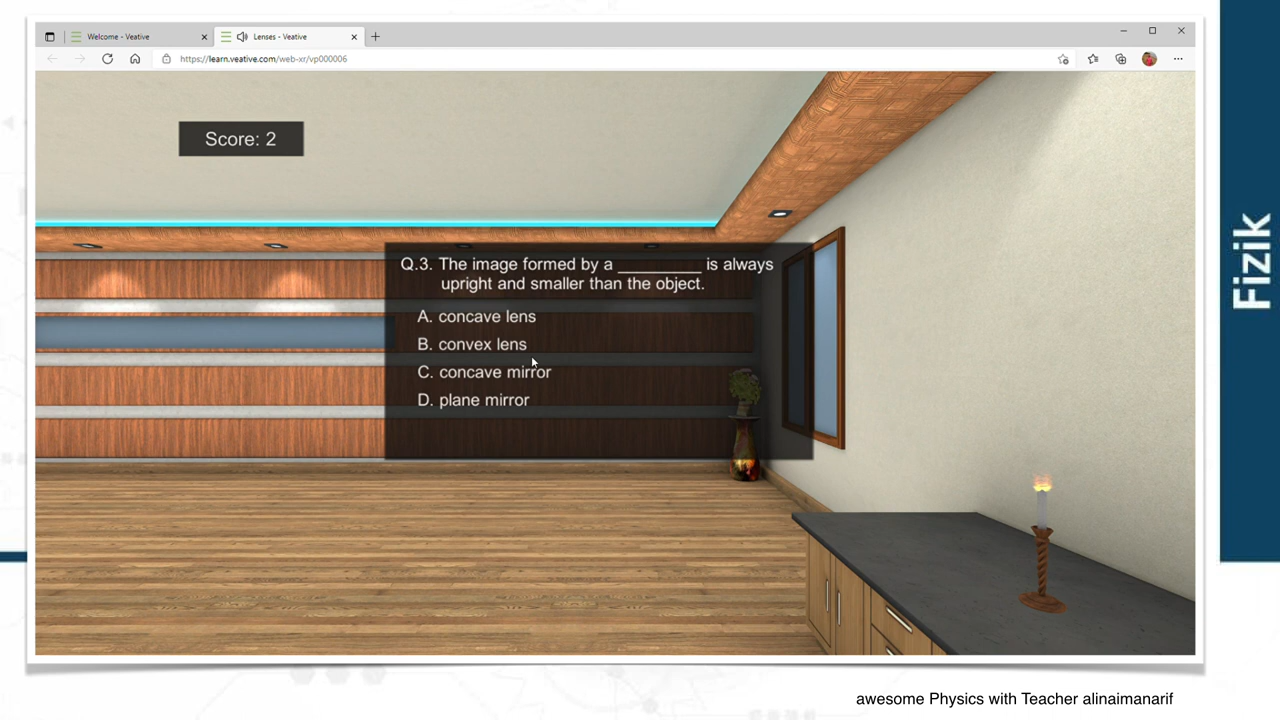 Welcome - Veative
Lenses - Veative
https://learn.veative.com/web-xr/vp000006
Score: 2
Q.3. The image formed by a _________ is always
upright and smaller than the object.
A. concave lens
B. convex lens
C. concave mirror
D. plane mirror
Fizik
awesome Physics with Teacher alinaimanarif